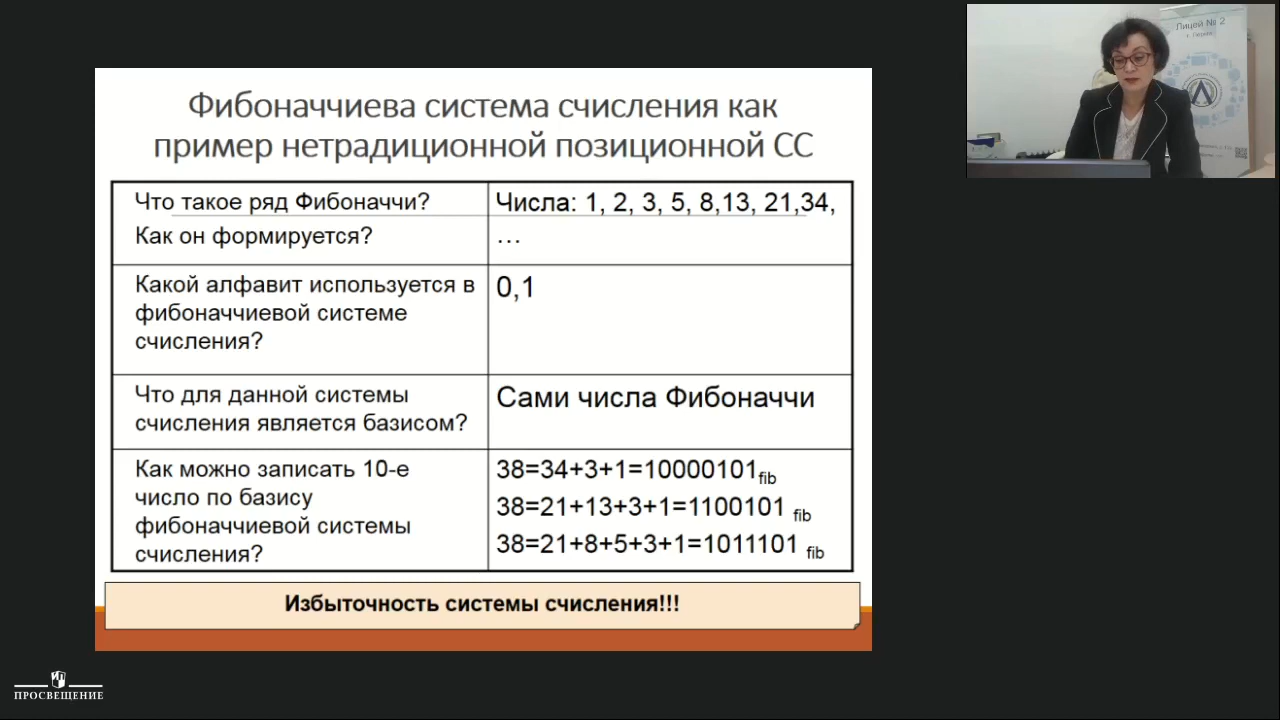 Лицей № 2
Фибоначчиева система счисления как
пример нетрадиционной позиционной СС
Что такое ряд Фибоначчи?
Как он формируется?
Числа: 1, 2, 3, 5, 8,13, 21,34,
…
Какой алфавит используется в
фибоначчиевой системе
счисления?
0,1
Что для данной системы
счисления является базисом?
Сами числа Фибоначчи
Как можно записать 10-е
число по базису
фибоначчиевой системы
счисления?
38=34+3+1=10000101fib
38=21+13+3+1=1100101 fib
38=21+8+5+3+1=1011101 fib
Избыточность системы счисления!!!
ПРОСВЕЩЕНИЕ